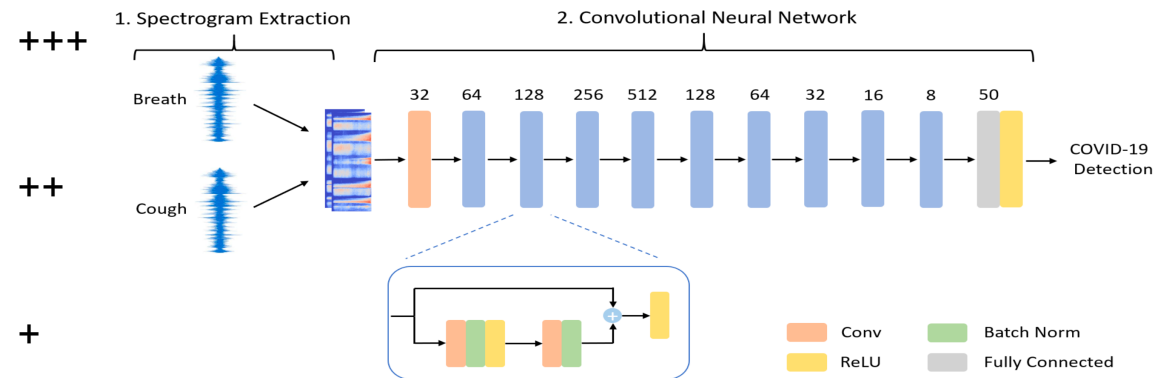 1. Spectrogram Extraction
2. Convolutional Neural Network
+++
Breath
32 64 128 256 512 128 64 32 16 8 50
COVID-19
Detection
++
Cough
+
+
Conv
Batch Norm
ReLU
Fully Connected